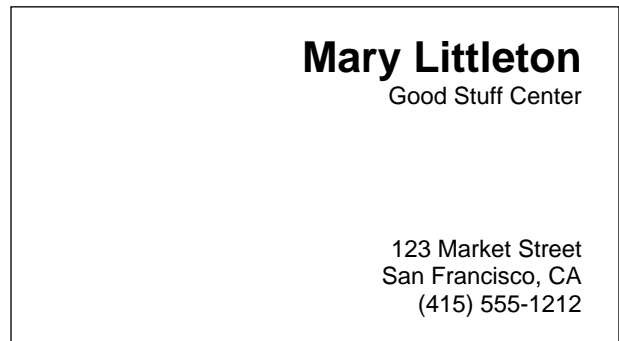 Mary Littleton
Good Stuff Center
123 Market Street
San Francisco, CA
(415) 555-1212